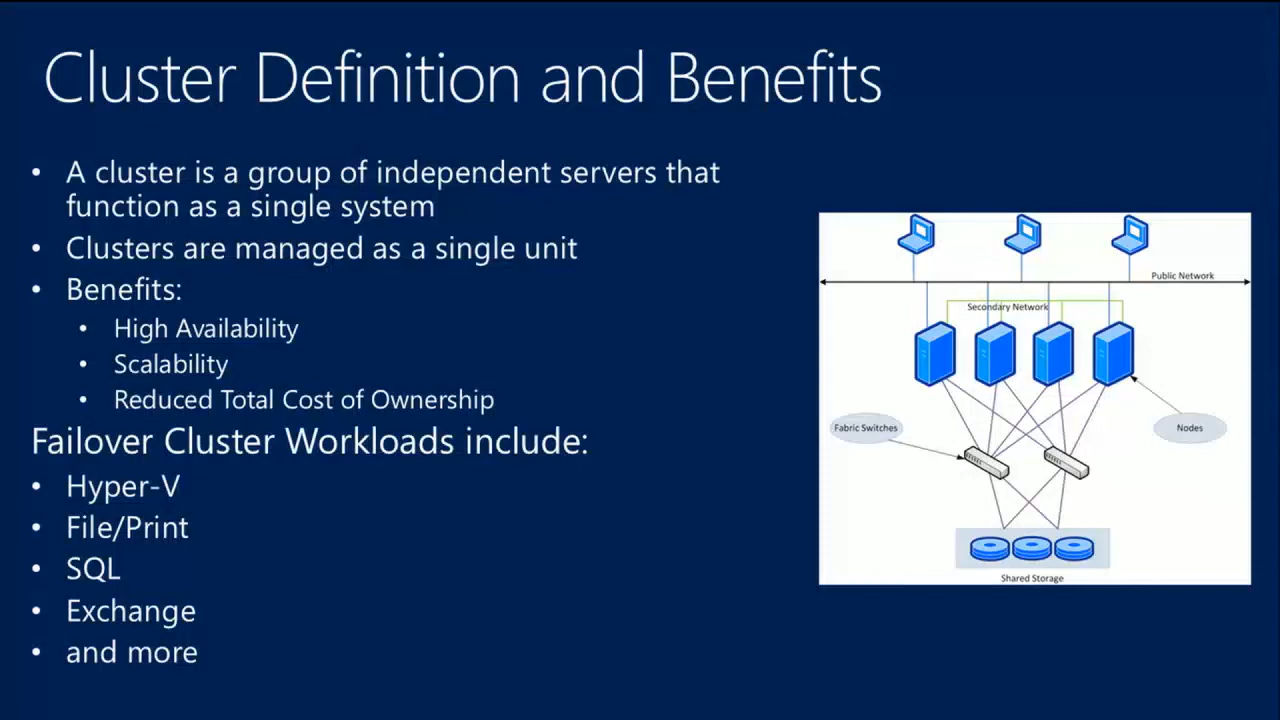 Cluster Definition and Benefits
• A cluster is a group of independent servers that
function as a single system
• Clusters are managed as a single unit
• Benefits:
• High Availability
• Scalability
• Reduced Total Cost of Ownership
Failover Cluster Workloads include:
• Hyper-V
• File/Print
• SQL
• Exchange
• and more
Public Network
Secondary Network
Fabric Switches
Nodes
Shared Storage